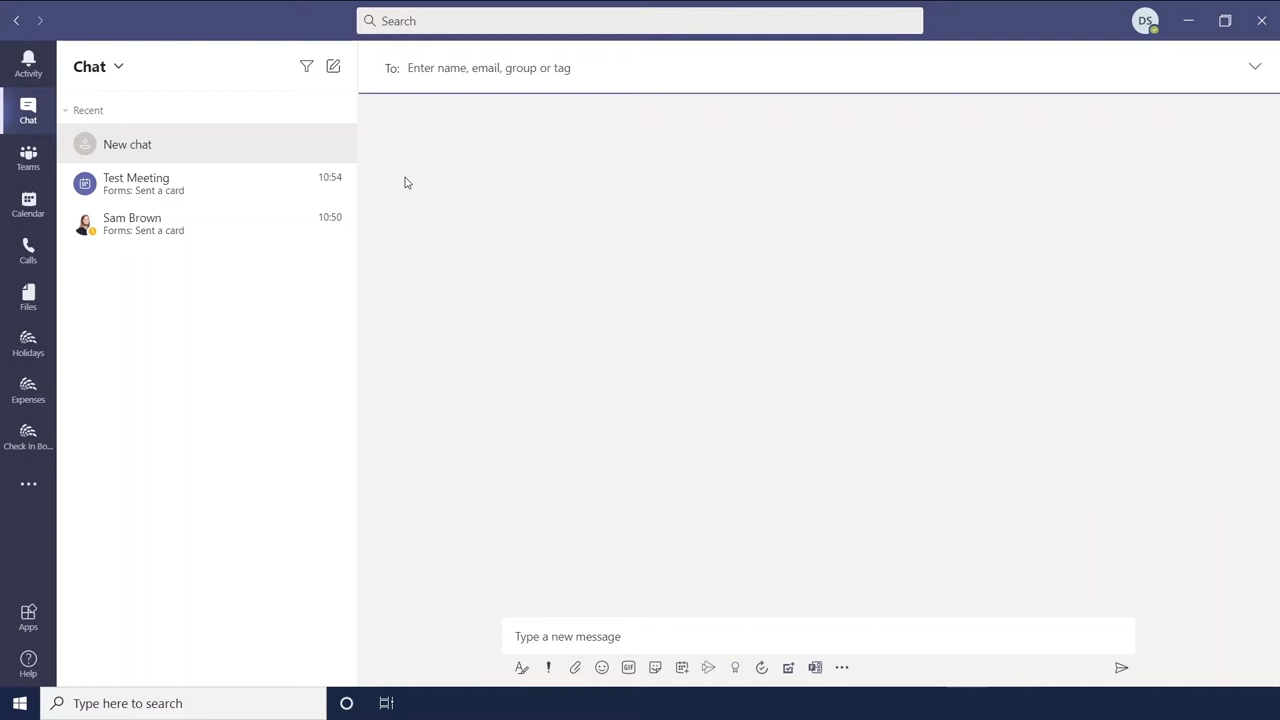 Search
DS
Activity
Chat
Teams
Calendar
Calls
Files
Holidays
Expenses
Check In Bo...
Apps
Help
Chat
Recent
New chat
Test Meeting 10:54
Forms: Sent a card
Sam Brown 10:50
Forms: Sent a card
To: Enter name, email, group or tag
Type a new message
GIF
Type here to search